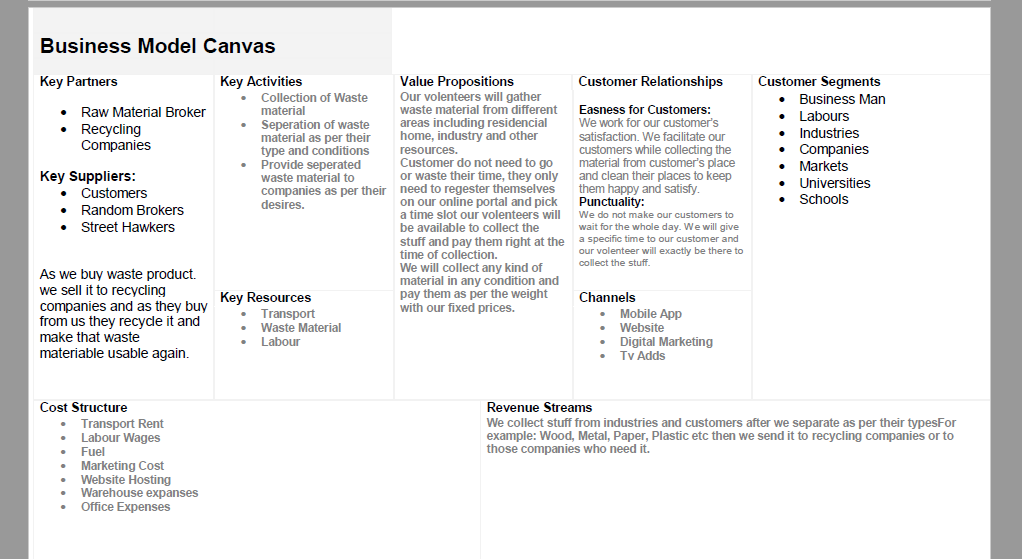 Business Model Canvas
Key Partners
Raw Material Broker
Recycling
Companies
Key Suppliers:
Customers
Random Brokers
Street Hawkers
As we buy waste product.
we sell it to recycling
companies and as they buy
from us they recycle it and
make that waste
materiable usable again.
Key Activities
Collection of Waste
material
Seperation of waste
material as per their
type and conditions
Provide seperated
waste material to
companies as per their
desires.
Key Resources
Transport
Waste Material
Labour
Value Propositions
Our volenteers will gather
waste material from different
areas including residencial
home, industry and other
resources.
Customer do not need to go
or waste their time, they only
need to regester themselves
on our online portal and pick
a time slot our volenteers will
be available to collect the
stuff and pay them right at the
time of collection.
We will collect any kind of
material in any condition and
pay them as per the weight
with our fixed prices.
Customer Relationships
Easness for Customers:
We work for our customer's
satisfaction. We facilitate our
customers while collecting the
material from customer's place
and clean their places to keep
them happy and satisfy.
Punctuality:
We do not make our customers to
wait for the whole day. We will give
a specific time to our customer and
our volenteer will exactly be there to
collect the stuff.
Channels
Mobile App
Website
Digital Marketing
Tv Adds
Customer Segments
Business Man
Labours
Industries
Companies
Markets
Universities
Schools
Cost Structure
Transport Rent
Labour Wages
Fuel
Marketing Cost
Website Hosting
Warehouse expanses
Office Expenses
Revenue Streams
We collect stuff from industries and customers after we separate as per their typesFor
example: Wood, Metal, Paper, Plastic etc then we send it to recycling companies or to
those companies who need it.